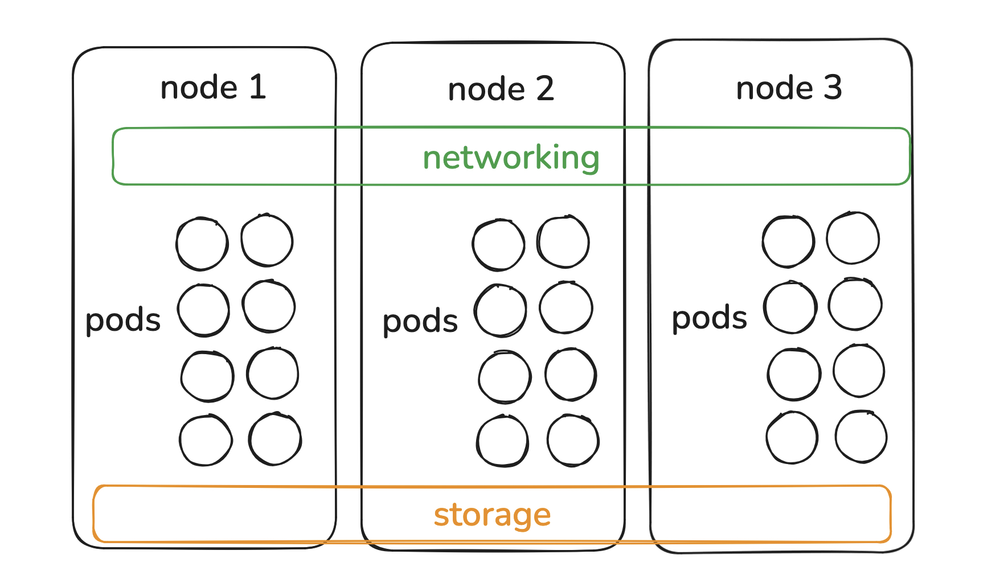 node 1
node 2
node 3
networking
pods
pods
pods
storage